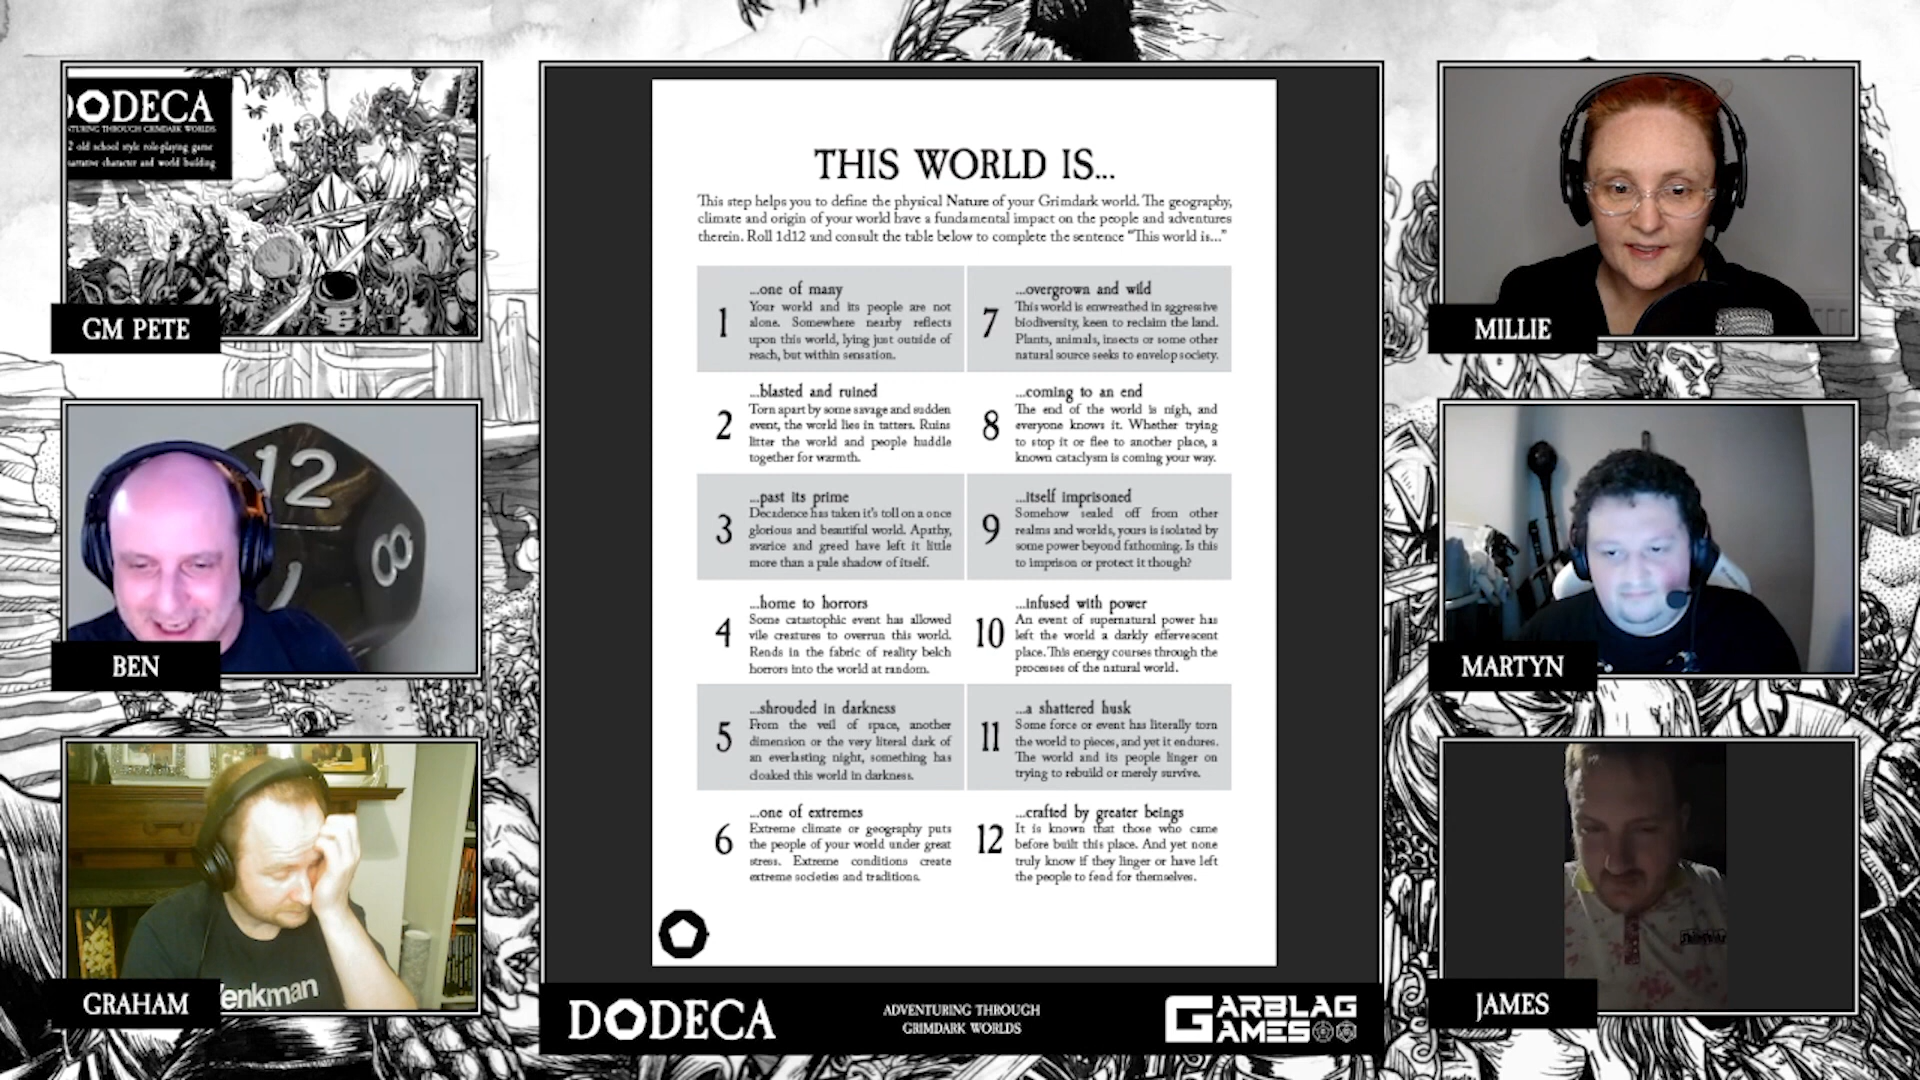 DODECA
ADVENTURING THROUGH GRIMDARK WORLDS
old school style role-playing game
narrative character and world building
GM PETE
12
8
BEN
Venkman
GRAHAM
THIS WORLD IS...
This step helps you to define the physical Nature of your Grimdark world. The geography,
climate and origin of your world have a fundamental impact on the people and adventures
therein. Roll 1d12 and consult the table below to complete the sentence "This world is..."
1
...one of many
Your world and its people are not
alone. Somewhere nearby reflects
upon this world, lying just outside of
reach, but within sensation.
2
...blasted and ruined
Torn apart by some savage and sudden
event, the world lies in tatters. Ruins
litter the world and people huddle
together for warmth.
3
...past its prime
Decadence has taken it's toll on a once
glorious and beautiful world. Apathy,
avarice and greed have left it little
more than a pale shadow of itself.
4
...home to horrors
Some catastophic event has allowed
vile creatures to overrun this world.
Rends in the fabric of reality belch
horrors into the world at random.
5
...shrouded in darkness
From the veil of space, another
dimension or the very literal dark of
an everlasting night, something has
cloaked this world in darkness.
6
...one of extremes
Extreme climate or geography puts
the people of your world under great
stress. Extreme conditions create
extreme societies and traditions.
7
...overgrown and wild
This world is enwreathed in aggressive
biodiversity, keen to reclaim the land.
Plants, animals, insects or some other
natural source seeks to envelop society.
8
...coming to an end
The end of the world is nigh, and
everyone knows it. Whether trying
to stop it or flee to another place, a
known cataclysm is coming your way.
9
...itself imprisoned
Somehow sealed off from other
realms and worlds, yours is isolated by
some power beyond fathoming. Is this
to imprison or protect it though?
10
...infused with power
An event of supernatural power has
left the world a darkly effervescent
place. This energy courses through the
processes of the natural world.
11
...a shattered husk
Some force or event has literally torn
the world to pieces, and yet it endures.
The world and its people linger on
trying to rebuild or merely survive.
12
...crafted by greater beings
It is known that those who came
before built this place. And yet none
truly know if they linger or have left
the people to fend for themselves.
DODECA
ADVENTURING THROUGH
GRIMDARK WORLDS
GARBLAG
GAMES
MILLIE
MARTYN
JAMES